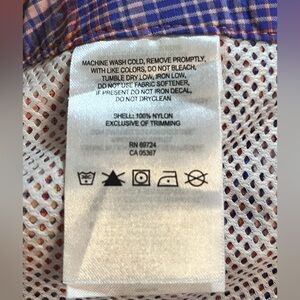 MACHINE WASH COLD, REMOVE PROMPTLY,
WITH LIKE COLORS, DO NOT BLEACH,
TUMBLE DRY LOW, IRON LOW,
DO NOT USE FABRIC SOFTENER,
IF PRESENT DO NOT IRON DECAL,
DO NOT DRYCLEAN
SHELL: 100% NYLON
EXCLUSIVE OF TRIMMING
RN 69724
CA 05367